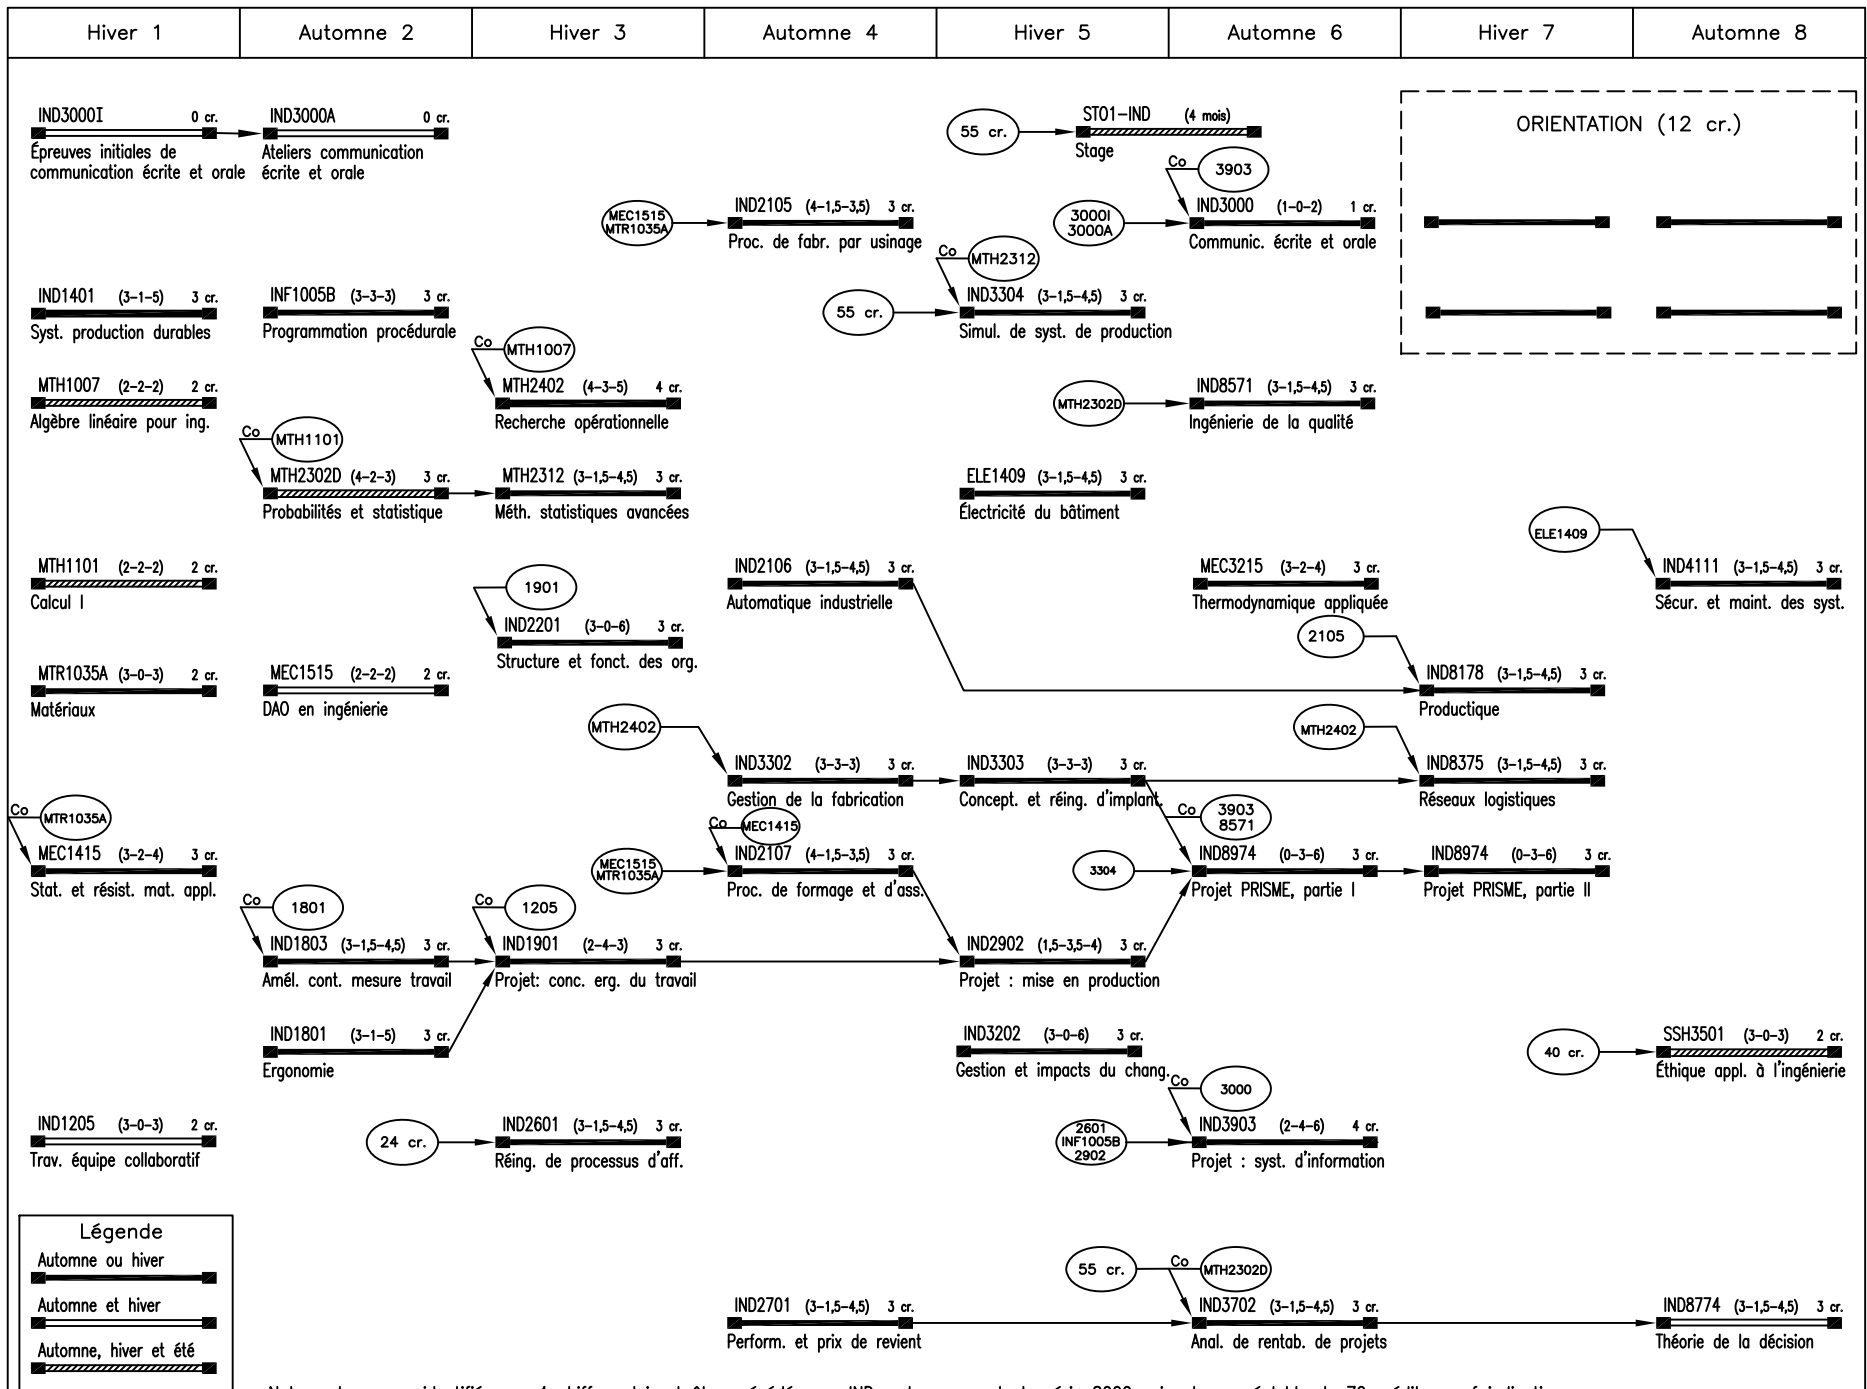 Hiver 1
Automne 2
Hiver 3
Automne 4
Hiver 5
Automne 6
Hiver 7
Automne 8
IND3000I 0 cr.
Épreuves initiales de
communication écrite et orale
IND3000A 0 cr.
Ateliers communication
écrite et orale
55 cr.
ST01-IND (4 mois)
Stage
ORIENTATION (12 cr.)
Co
3903
MEC1515
MTR1035A
IND2105 (4-1,5-3,5) 3 cr.
Proc. de fabr. par usinage
3000I
3000A
IND3000 (1-0-2) 1 cr.
Communic. écrite et orale
Co
MTH2312
IND1401 (3-1-5) 3 cr.
Syst. production durables
INF1005B (3-3-3) 3 cr.
Programmation procédurale
55 cr.
IND3304 (3-1,5-4,5) 3 cr.
Simul. de syst. de production
Co
MTH1007
MTH1007 (2-2-2) 2 cr.
Algèbre linéaire pour ing.
MTH2402 (4-3-5) 4 cr.
Recherche opérationnelle
MTH2302D
IND8571 (3-1,5-4,5) 3 cr.
Ingénierie de la qualité
Co
MTH1101
MTH2302D (4-2-3) 3 cr.
Probabilités et statistique
MTH2312 (3-1,5-4,5) 3 cr.
Méth. statistiques avancées
ELE1409 (3-1,5-4,5) 3 cr.
Électricité du bâtiment
ELE1409
MTH1101 (2-2-2) 2 cr.
Calcul I
1901
IND2201 (3-0-6) 3 cr.
Structure et fonct. des org.
IND2106 (3-1,5-4,5) 3 cr.
Automatique industrielle
MEC3215 (3-2-4) 3 cr.
Thermodynamique appliquée
IND4111 (3-1,5-4,5) 3 cr.
Sécur. et maint. des syst.
2105
MTR1035A (3-0-3) 2 cr.
Matériaux
MEC1515 (2-2-2) 2 cr.
DAO en ingénierie
IND8178 (3-1,5-4,5) 3 cr.
Productique
MTH2402
IND3302 (3-3-3) 3 cr.
Gestion de la fabrication
IND3303 (3-3-3) 3 cr.
Concept. et réing. d'implant.
MTH2402
IND8375 (3-1,5-4,5) 3 cr.
Réseaux logistiques
Co
MTR1035A
MEC1415 (3-2-4) 3 cr.
Stat. et résist. mat. appl.
Co
MEC1415
MEC1515
MTR1035A
IND2107 (4-1,5-3,5) 3 cr.
Proc. de formage et d'ass.
Co
3903
8571
3304
IND8974 (0-3-6) 3 cr.
Projet PRISME, partie I
IND8974 (0-3-6) 3 cr.
Projet PRISME, partie II
Co
1801
IND1803 (3-1,5-4,5) 3 cr.
Amél. cont. mesure travail
Co
1205
IND1901 (2-4-3) 3 cr.
Projet: conc. erg. du travail
IND2902 (1,5-3,5-4) 3 cr.
Projet : mise en production
IND1801 (3-1-5) 3 cr.
Ergonomie
IND3202 (3-0-6) 3 cr.
Gestion et impacts du chang.
40 cr.
SSH3501 (3-0-3) 2 cr.
Éthique appl. à l'ingénierie
Co
3000
IND1205 (3-0-3) 2 cr.
Trav. équipe collaboratif
24 cr.
IND2601 (3-1,5-4,5) 3 cr.
Réing. de processus d'aff.
2601
INF1005B
2902
IND3903 (2-4-6) 4 cr.
Projet : syst. d'information
Légende
Automne ou hiver
Automne et hiver
Automne, hiver et été
55 cr.
Co
MTH2302D
IND2701 (3-1,5-4,5) 3 cr.
Perform. et prix de revient
IND3702 (3-1,5-4,5) 3 cr.
Anal. de rentab. de projets
IND8774 (3-1,5-4,5) 3 cr.
Théorie de la décision